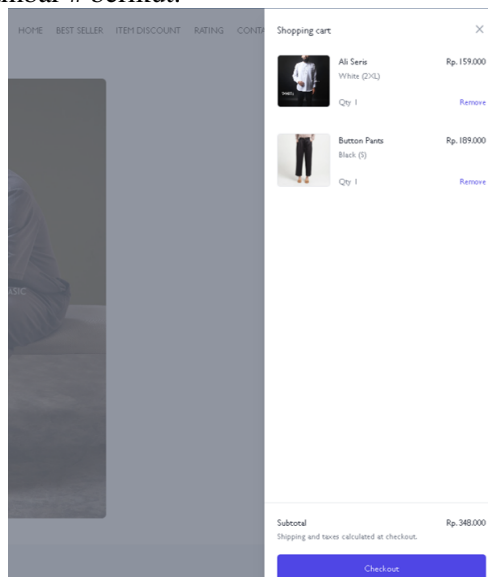 HOME BEST SELLER ITEM DISCOUNT RATING
Shopping cart
Ali Seris Rp. 159.000
White (2XL)
Qty 1 Remove
Button Pants Rp. 189.000
Black (S)
Qty 1 Remove
Subtotal Rp. 348.000
Shipping and taxes calculated at checkout.
Checkout